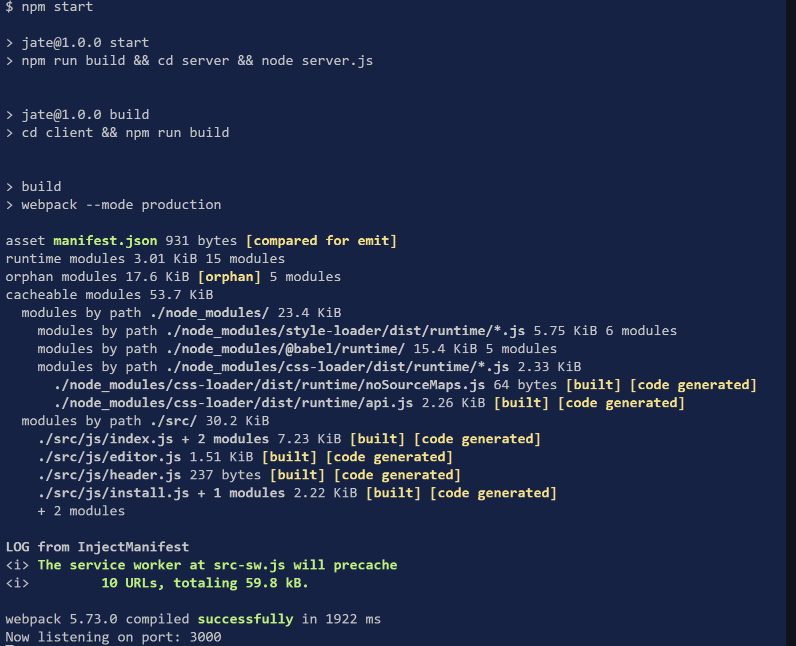 $ npm start
> jate@1.0.0 start
> npm run build && cd server && node server.js
> jate@1.0.0 build
> cd client && npm run build
> build
> webpack --mode production
asset manifest.json 931 bytes [compared for emit]
runtime modules 3.01 KiB 15 modules
orphan modules 17.6 KiB [orphan] 5 modules
cacheable modules 53.7 KiB
  modules by path ./node_modules/ 23.4 KiB
    modules by path ./node_modules/style-loader/dist/runtime/*.js 5.75 KiB 6 modules
    modules by path ./node_modules/@babel/runtime/ 15.4 KiB 5 modules
    modules by path ./node_modules/css-loader/dist/runtime/*.js 2.33 KiB
      ./node_modules/css-loader/dist/runtime/noSourceMaps.js 64 bytes [built] [code generated]
      ./node_modules/css-loader/dist/runtime/api.js 2.26 KiB [built] [code generated]
  modules by path ./src/ 30.2 KiB
    ./src/js/index.js + 2 modules 7.23 KiB [built] [code generated]
    ./src/js/editor.js 1.51 KiB [built] [code generated]
    ./src/js/header.js 237 bytes [built] [code generated]
    ./src/js/install.js + 1 modules 2.22 KiB [built] [code generated]
    + 2 modules
LOG from InjectManifest
<i> The service worker at src-sw.js will precache
<i>         10 URLs, totaling 59.8 kB.
webpack 5.73.0 compiled successfully in 1922 ms
Now listening on port: 3000